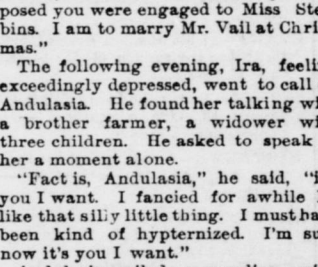 posed you were engaged to Miss Ste
bins. I am to marry Mr. Vail at Chri
mas."
The following evening, Ira, feeli
exceedingly depressed, went to call
Andulasia. He found her talking wi
a brother farmer, a widower wi
three children. He asked to speak
her a moment alone.
"Fact is, Andulasia," he said, "i
you I want. I fancied for awhile I
like that silly little thing. I must ha
been kind of hypternized. I'm su
now it's you I want."